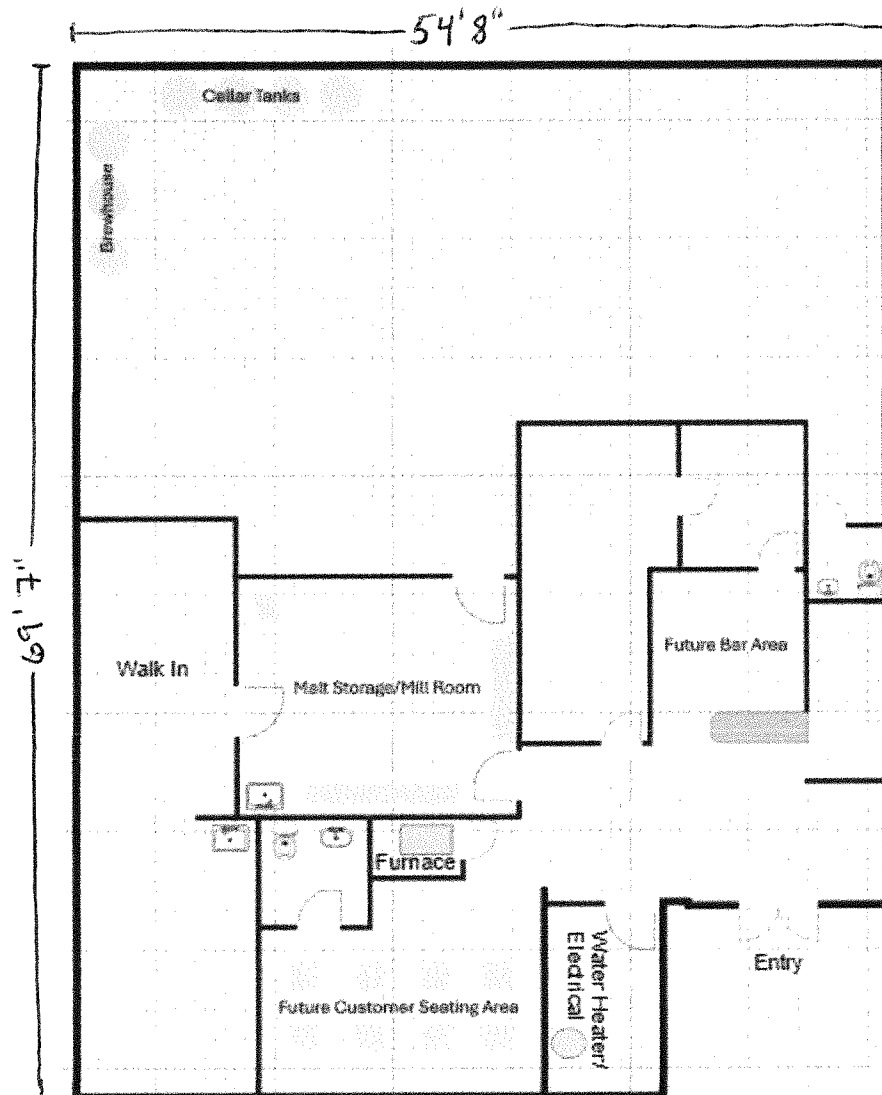 54'8"
Cellar Tanks
Brewhouse
69'7"
Walk In
Malt Storage/Mill Room
Future Bar Area
Furnace
Water Heater/
Electrical
Entry
Future Customer Seating Area